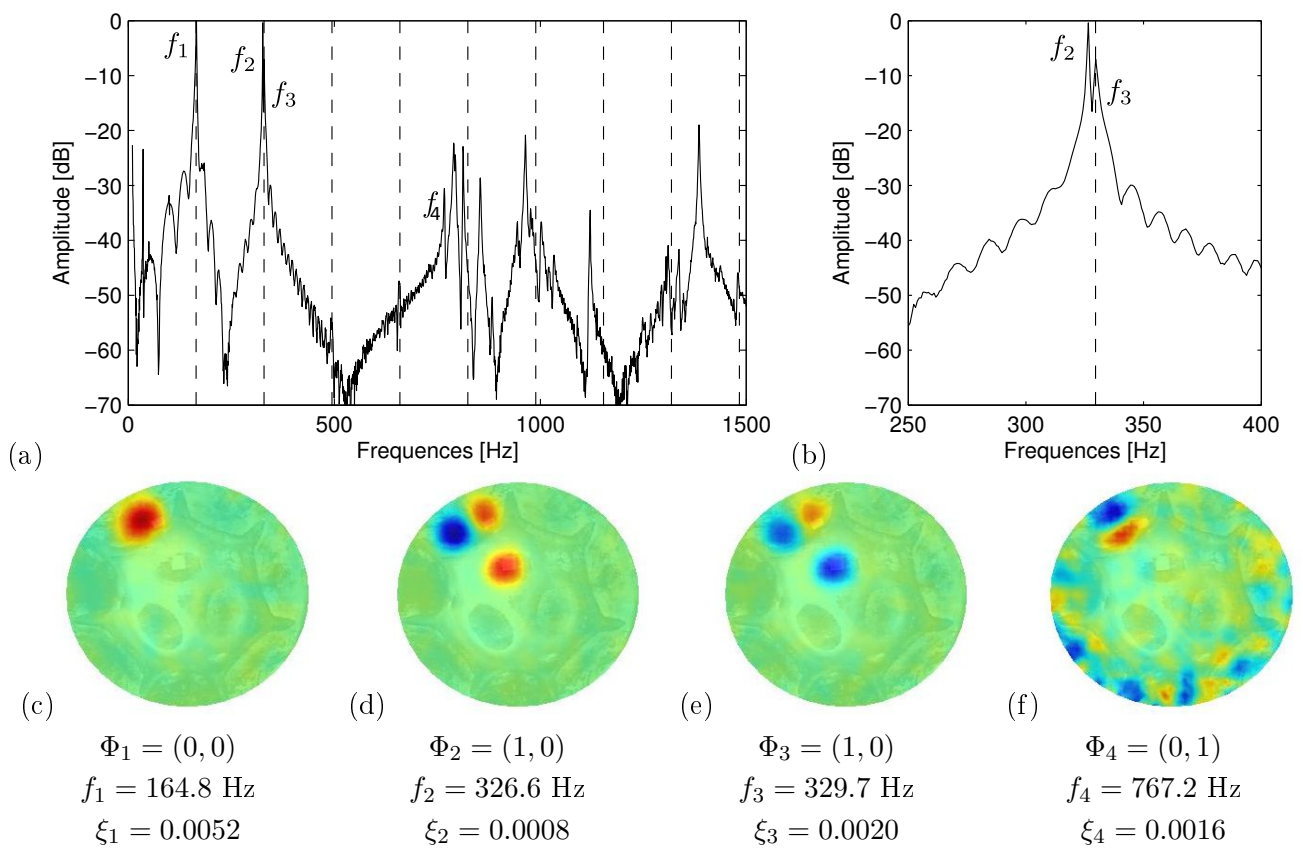 0
−10
−20
−30
−40
−50
−60
−70
Amplitude [dB]
f₁
f₂
f₃
f₄
0 500 1000 1500
Frequences [Hz]
(a)
0
−10
−20
−30
−40
−50
−60
−70
Amplitude [dB]
f₂
f₃
250 300 350 400
Frequences [Hz]
(b)
(c) (d) (e) (f)
Φ₁ = (0, 0) Φ₂ = (1, 0) Φ₃ = (1, 0) Φ₄ = (0, 1)
f₁ = 164.8 Hz f₂ = 326.6 Hz f₃ = 329.7 Hz f₄ = 767.2 Hz
ξ₁ = 0.0052 ξ₂ = 0.0008 ξ₃ = 0.0020 ξ₄ = 0.0016